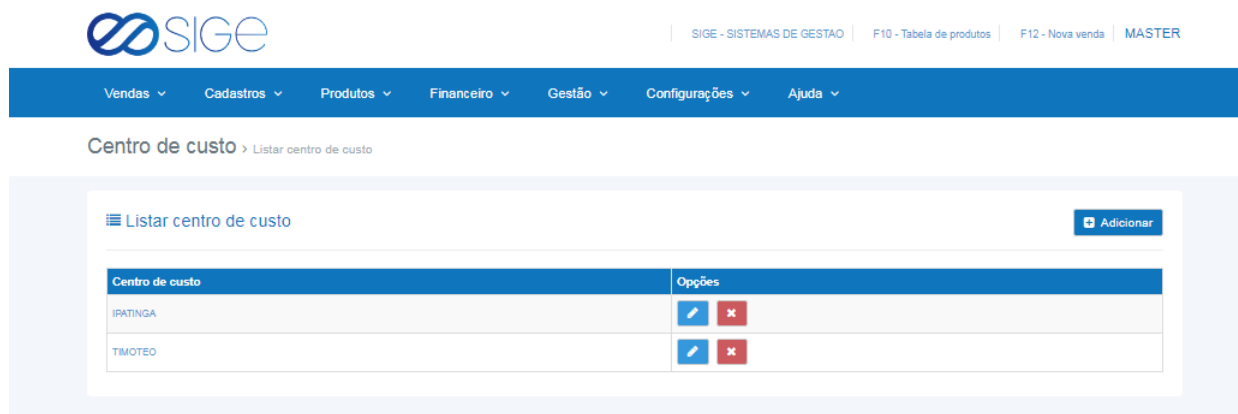 SIGE
SIGE - SISTEMAS DE GESTAO F10 - Tabela de produtos F12 - Nova venda MASTER
Vendas Cadastros Produtos Financeiro Gestão Configurações Ajuda
Centro de custo > Listar centro de custo
Listar centro de custo Adicionar
Centro de custo Opções
IPATINGA
TIMOTEO